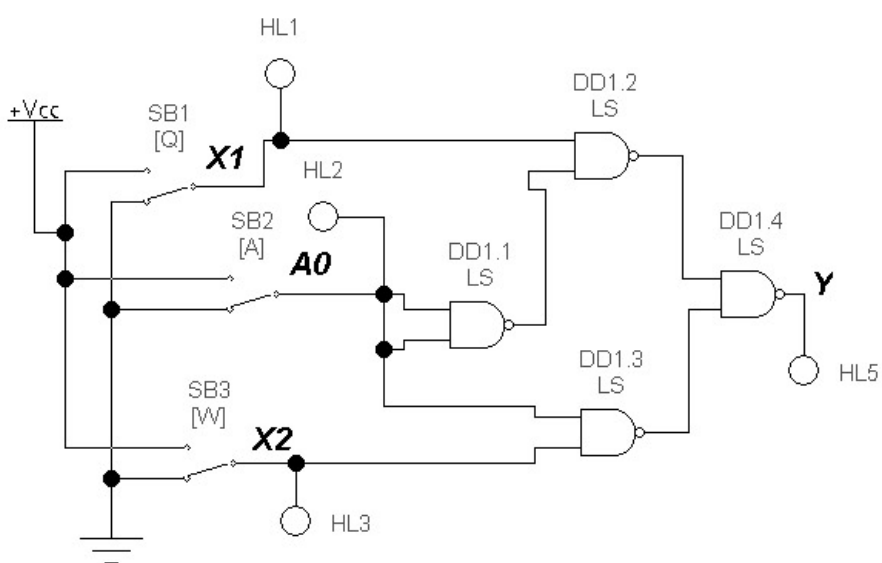 HL1
DD1.2
LS
+Vcc
SB1
[Q]
X1
HL2
SB2
[A]
A0
DD1.1
LS
DD1.4
LS
Y
DD1.3
LS
HL5
SB3
[W]
X2
HL3